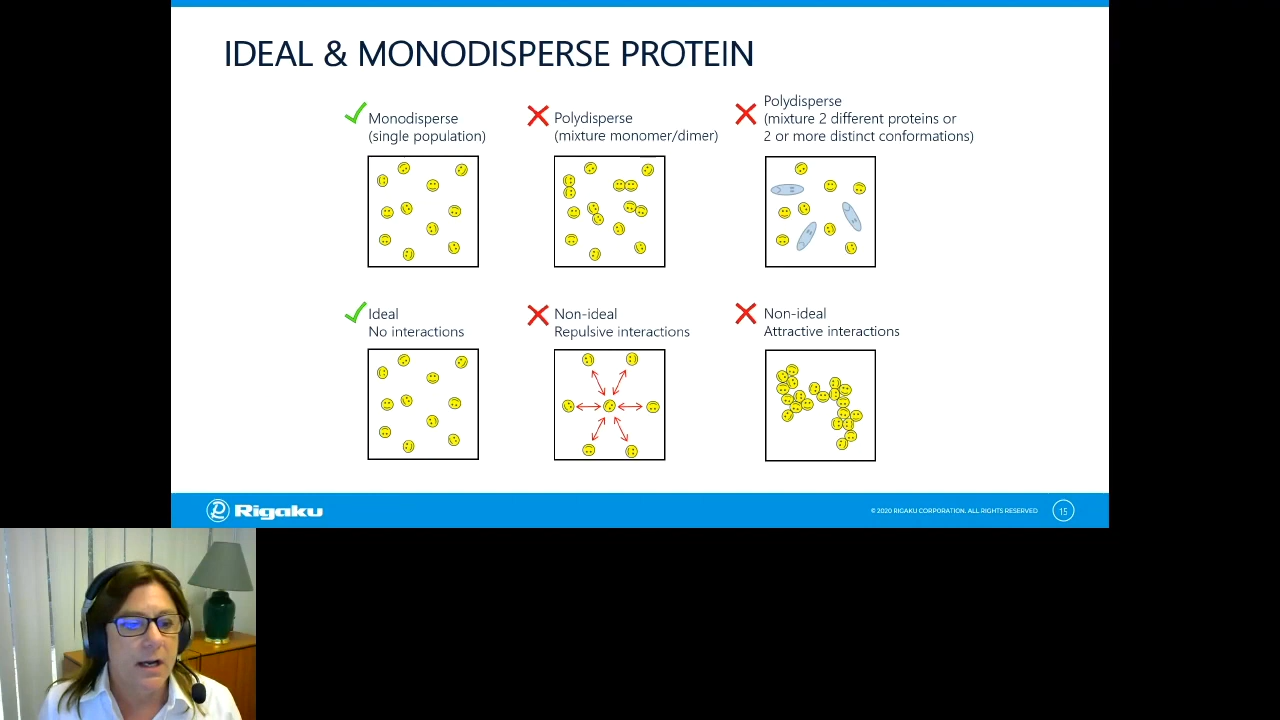 IDEAL & MONODISPERSE PROTEIN
Monodisperse
(single population)
Polydisperse
(mixture monomer/dimer)
Polydisperse
(mixture 2 different proteins or
2 or more distinct conformations)
Ideal
No interactions
Non-ideal
Repulsive interactions
Non-ideal
Attractive interactions
Rigaku
© 2020 RIGAKU CORPORATION. ALL RIGHTS RESERVED
15